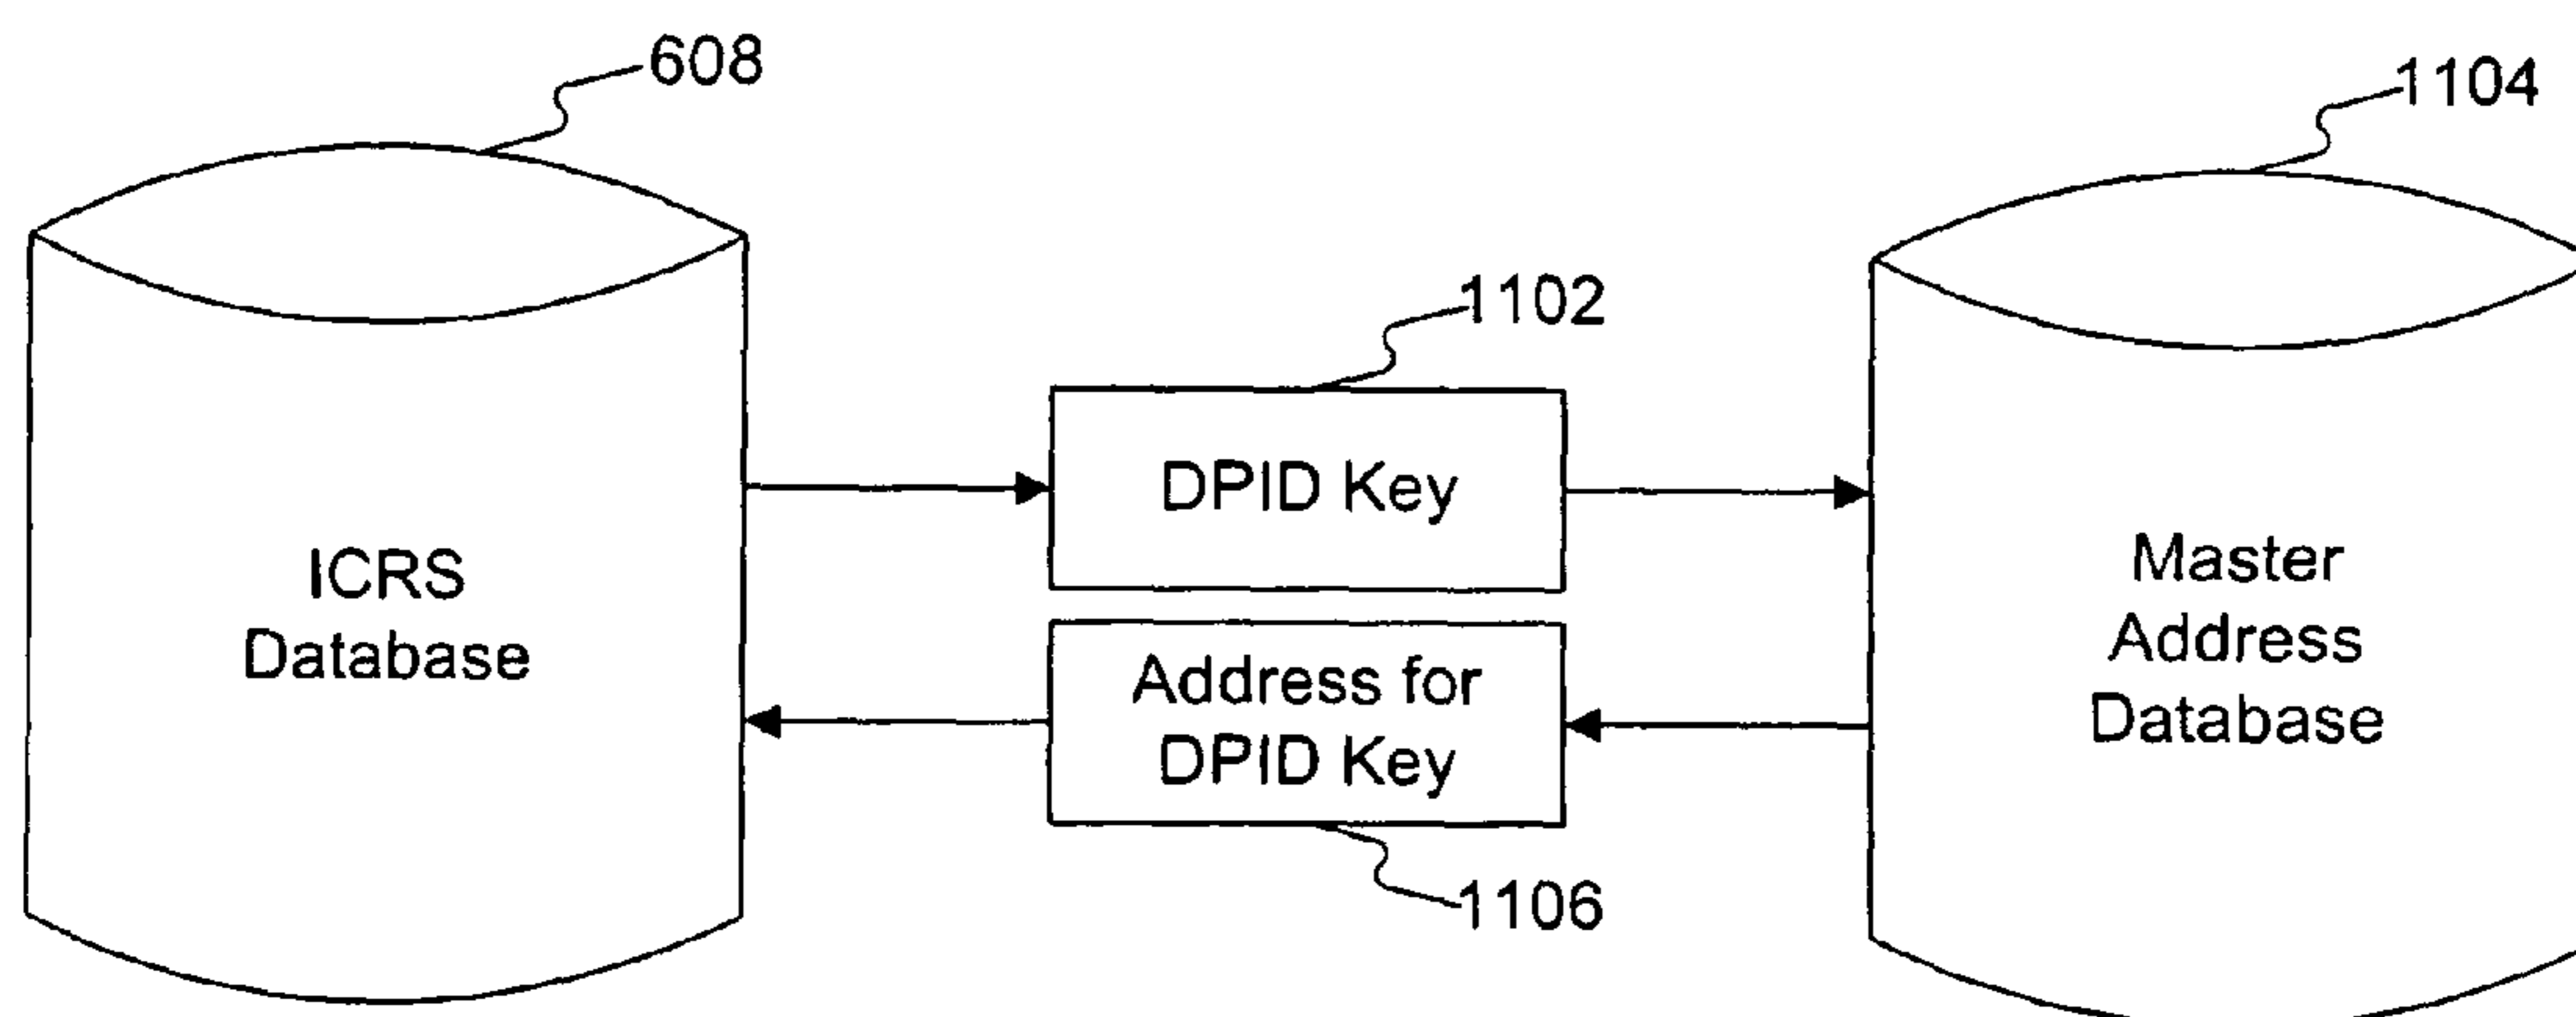 608
1104
1102
DPID Key
ICRS
Database
Master
Address
Database
Address for
DPID Key
1106